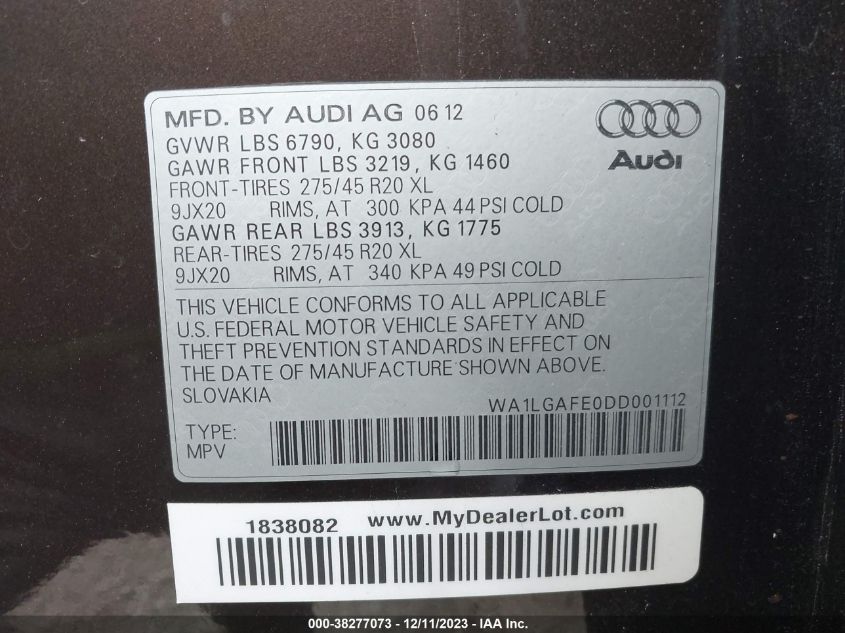 MFD. BY AUDI AG 06 12
Audi
GVWR LBS 6790, KG 3080
GAWR FRONT LBS 3219, KG 1460
FRONT-TIRES 275/45 R20 XL
9JX20 RIMS, AT 300 KPA 44 PSI COLD
GAWR REAR LBS 3913, KG 1775
REAR-TIRES 275/45 R20 XL
9JX20 RIMS, AT 340 KPA 49 PSI COLD
THIS VEHICLE CONFORMS TO ALL APPLICABLE
U.S. FEDERAL MOTOR VEHICLE SAFETY AND
THEFT PREVENTION STANDARDS IN EFFECT ON
THE DATE OF MANUFACTURE SHOWN ABOVE.
SLOVAKIA
WA1LGAFE0DD001112
TYPE:
MPV
1838082 www.MyDealerLot.com
000-38277073 - 12/11/2023 - IAA Inc.